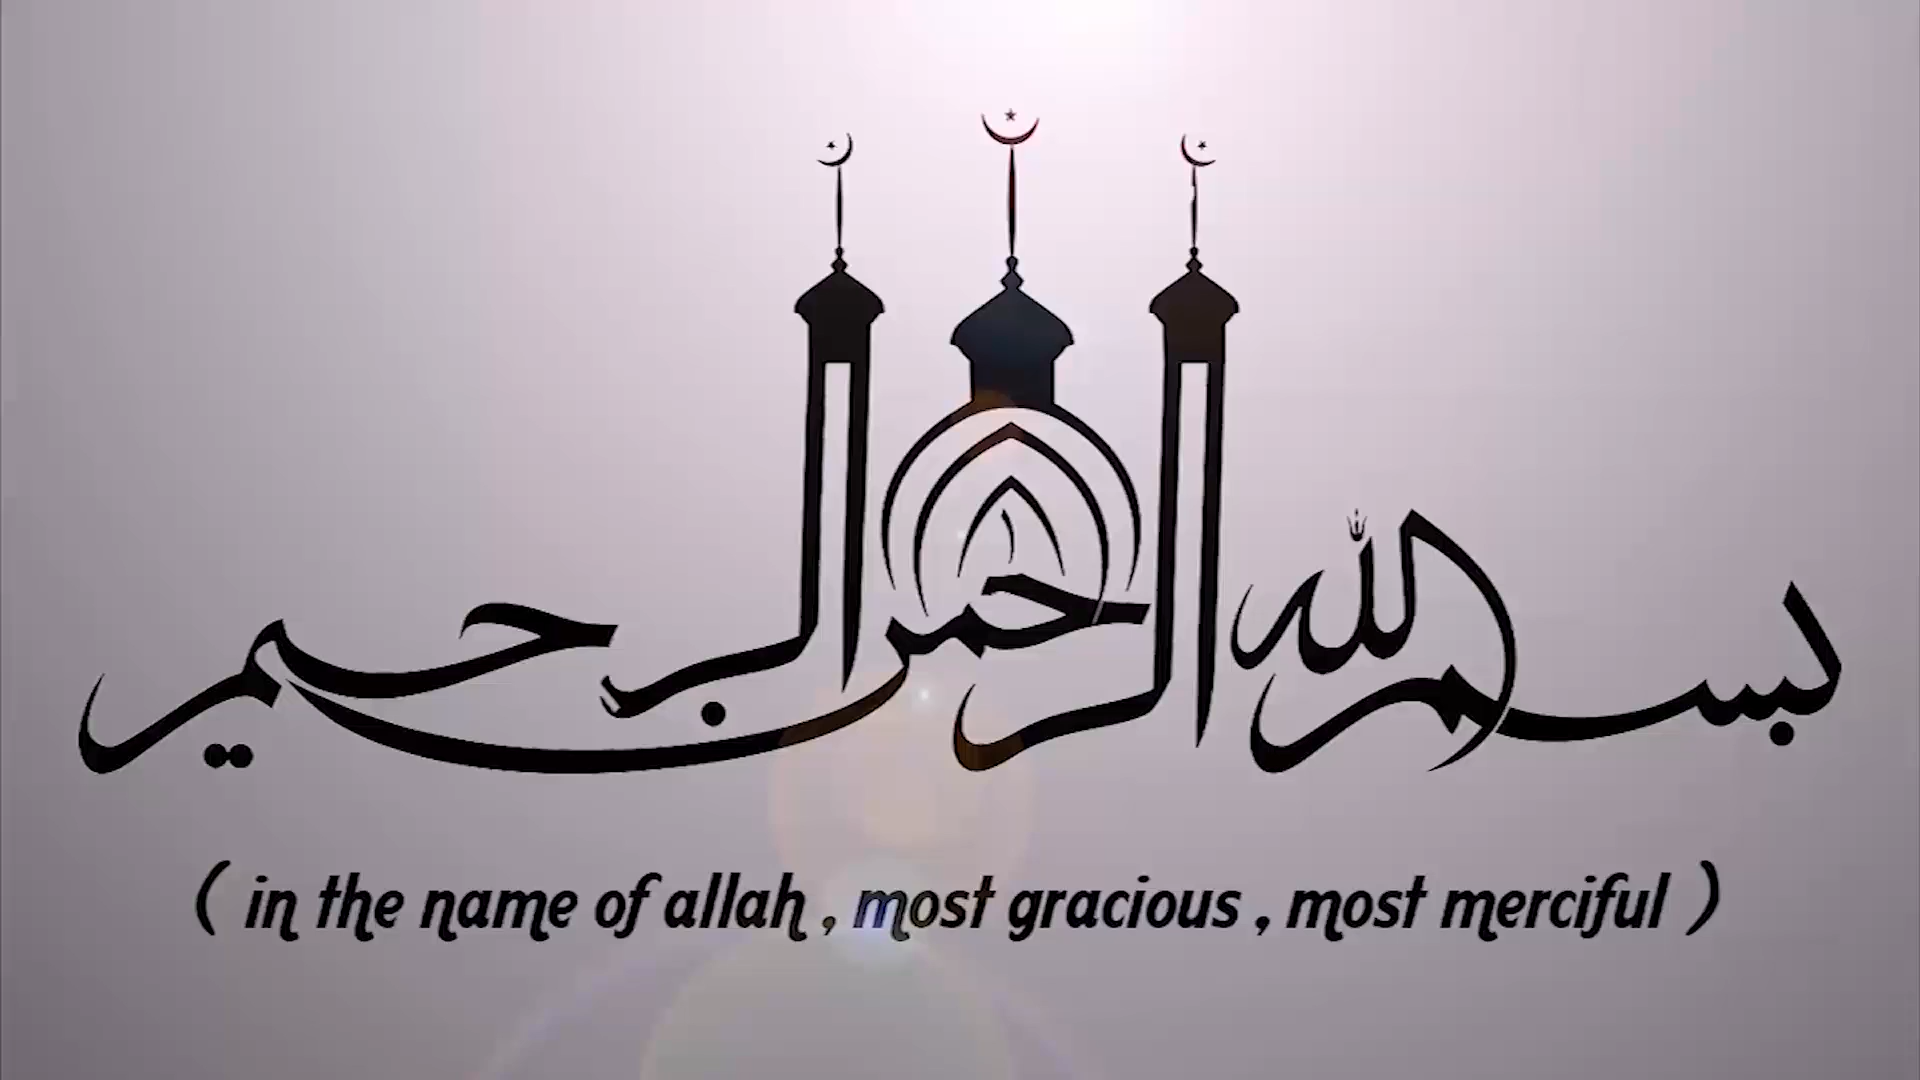 بسم الله الرحمن الرحيم
( in the name of allah , most gracious , most merciful )